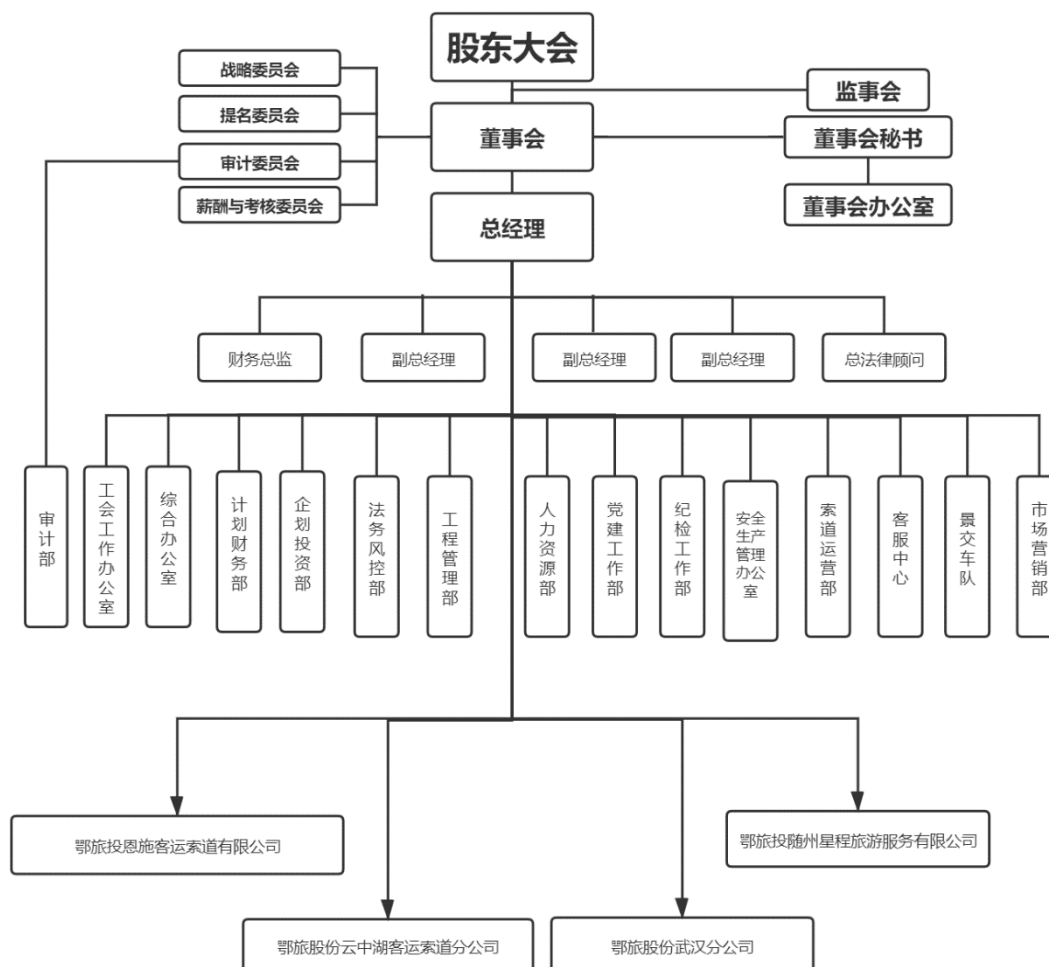 股东大会
战略委员会
监事会
提名委员会
董事会
董事会秘书
审计委员会
薪酬与考核委员会
董事会办公室
总经理
财务总监
副总经理
副总经理
副总经理
总法律顾问
审计部
工会工作办公室
综合办公室
计划财务部
企划投资部
法务风控部
工程管理部
人力资源部
党建工作部
纪检工作部
安全生产管理办公室
索道运营部
客服中心
景交车队
市场营销部
鄂旅投恩施客运索道有限公司
鄂旅投随州星程旅游服务有限公司
鄂旅股份云中湖客运索道分公司
鄂旅股份武汉分公司